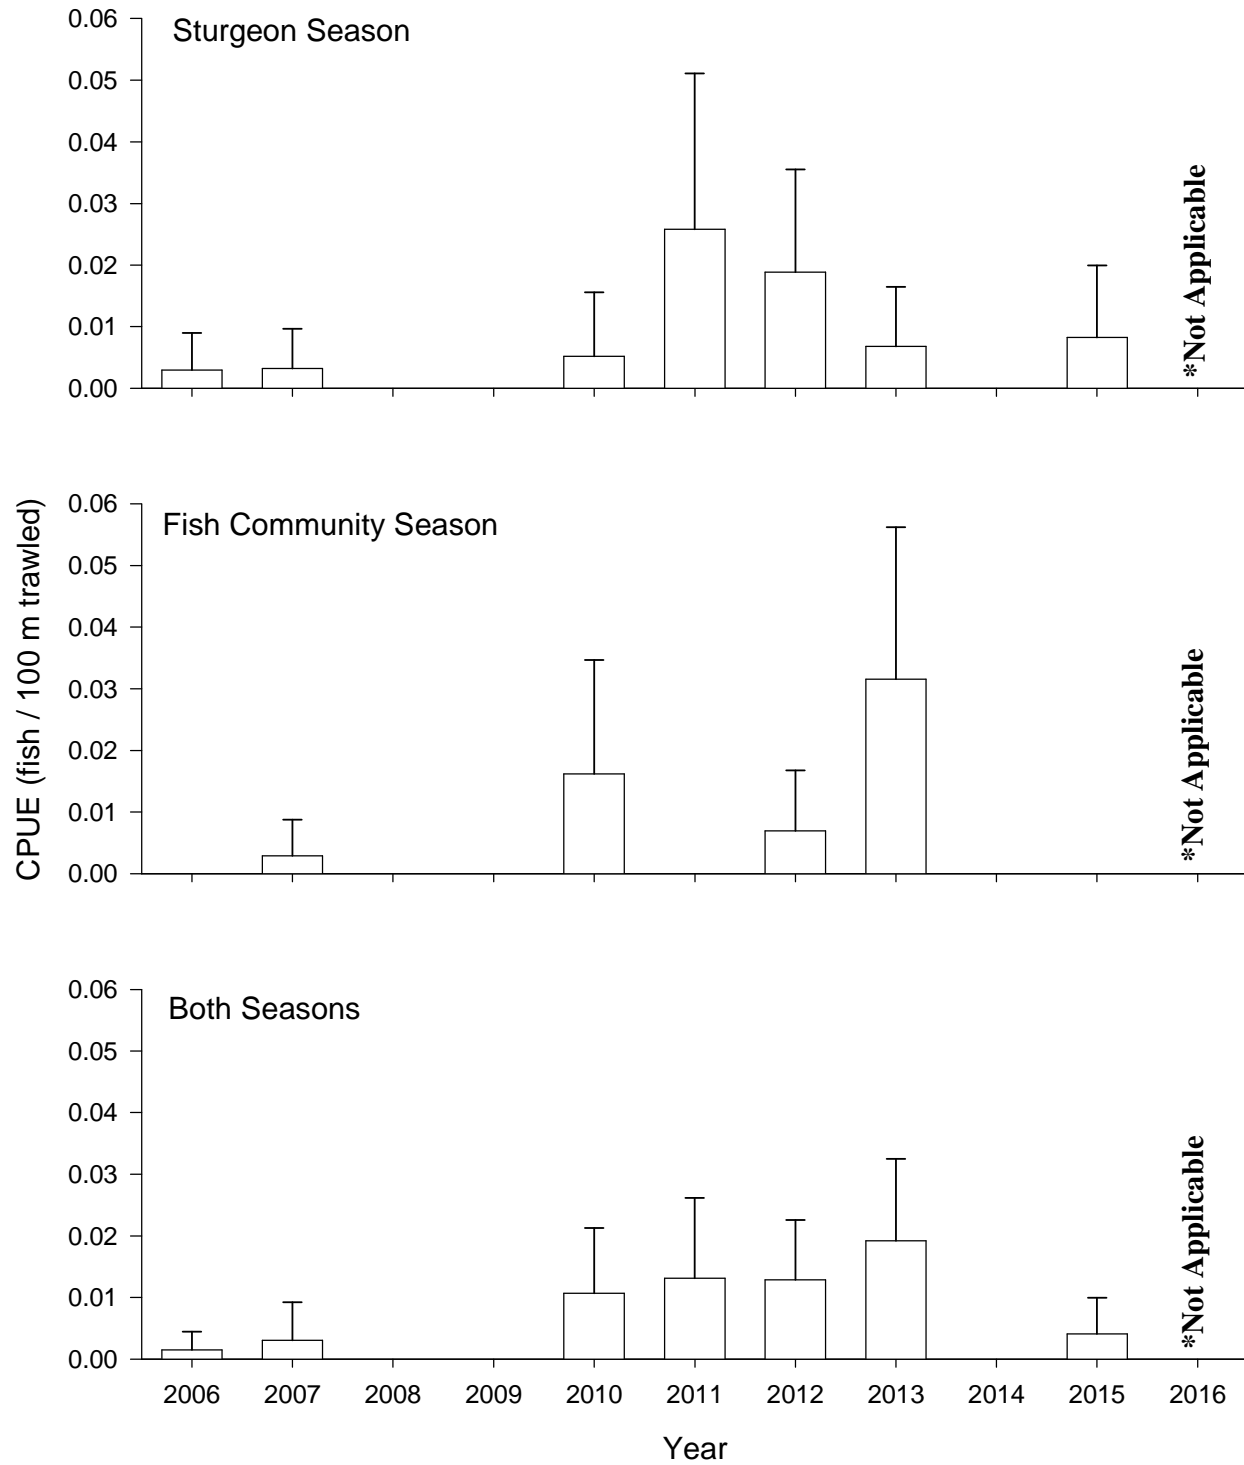 Sturgeon Season
0.06
0.05
0.04
0.03
0.02
0.01
0.00
*Not Applicable
CPUE (fish / 100 m trawled)
Fish Community Season
0.06
0.05
0.04
0.03
0.02
0.01
0.00
*Not Applicable
Both Seasons
0.06
0.05
0.04
0.03
0.02
0.01
0.00
*Not Applicable
2006 2007 2008 2009 2010 2011 2012 2013 2014 2015 2016
Year